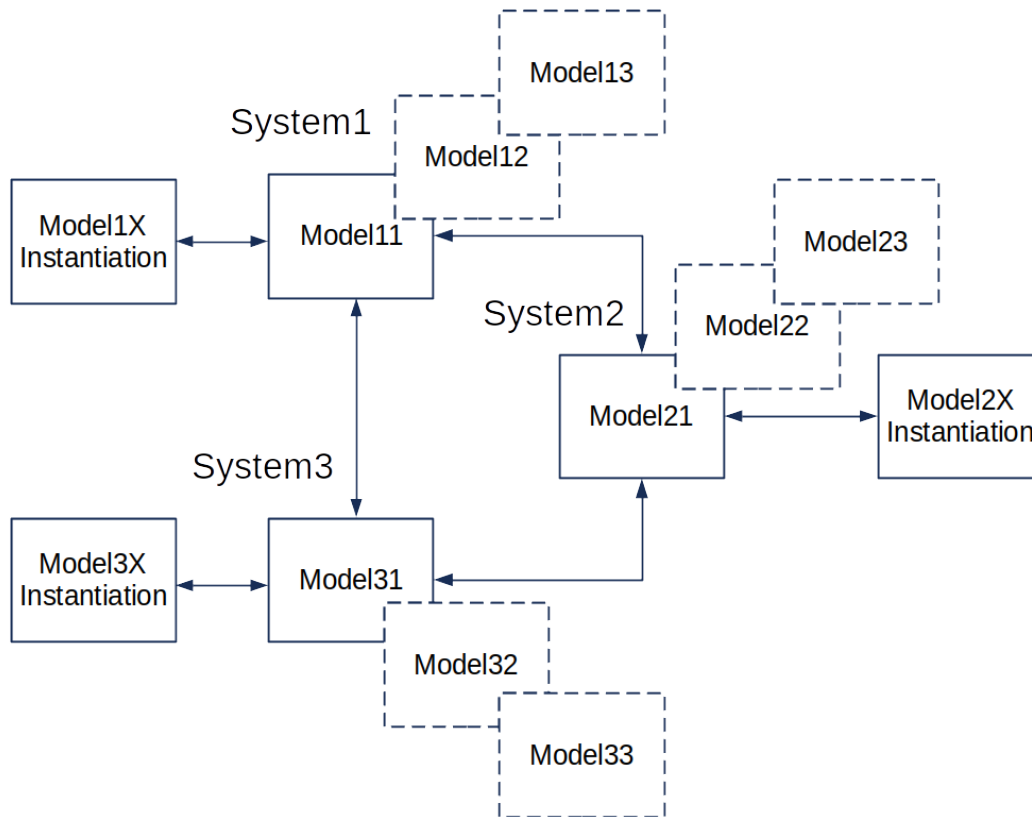 Model13
System1
Model12
Model1X
Instantiation
Model11
Model23
System2
Model22
Model21
Model2X
Instantiation
System3
Model3X
Instantiation
Model31
Model32
Model33